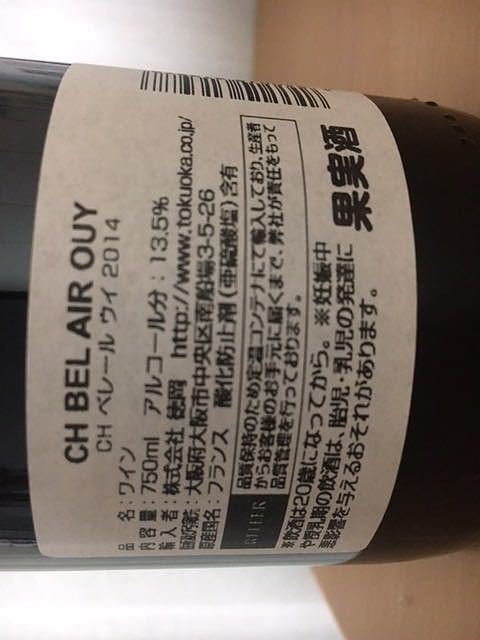 CH BEL AIR OUY
CH ベレール ウイ 2014
品 名：ワイン
内容量：750ml アルコール分：13.5%
輸入者：株式会社 徳岡 http://www.tokuoka.co.jp/
大阪府大阪市中央区南船場3-5-26
原産国名：フランス 酸化防止剤(亜硫酸塩)含有
品質保持のため定温コンテナにて輸入しており、生産者
からお客様のお手元に届くまで、弊社が責任をもって
品質管理を行っております。
REEFER
※飲酒は20歳になってから。※妊娠中
や授乳期の飲酒は、胎児・乳児の発達に
悪影響を与えるおそれがあります。
果実酒